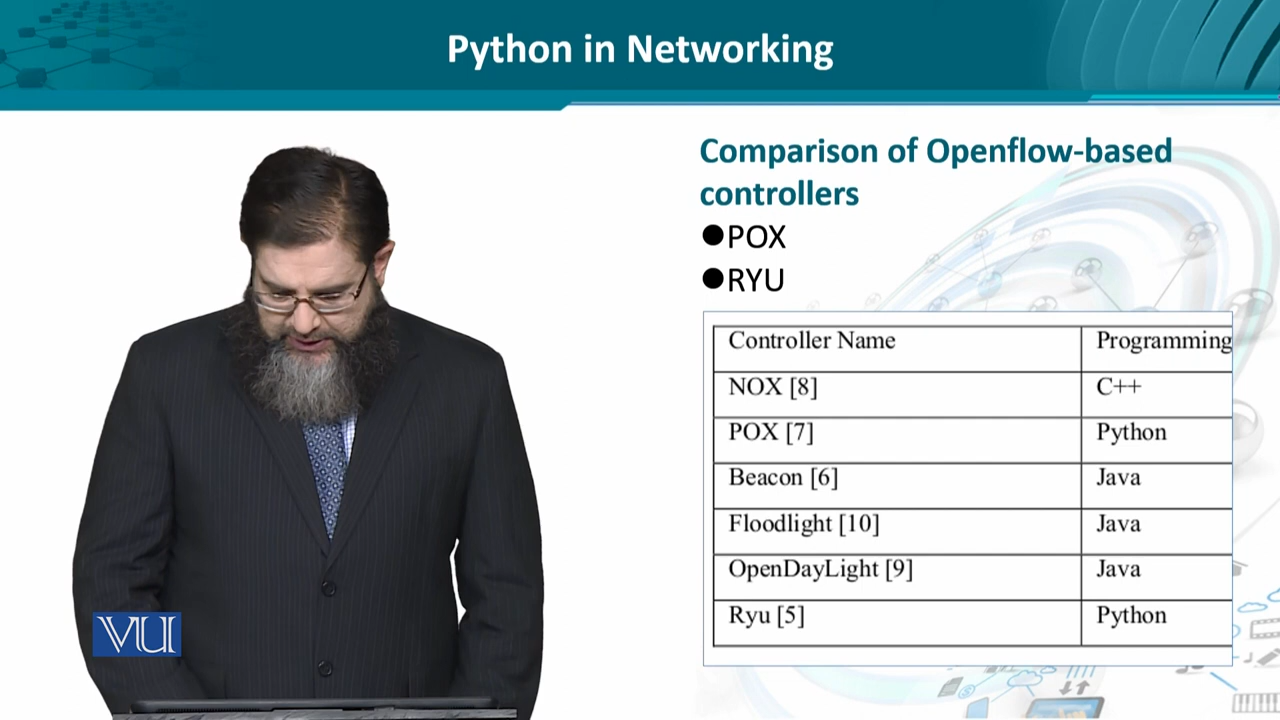 Python in Networking
Comparison of Openflow-based
controllers
●POX
●RYU
Controller Name Programming
NOX [8] C++
POX [7] Python
Beacon [6] Java
Floodlight [10] Java
OpenDayLight [9] Java
Ryu [5] Python
VU